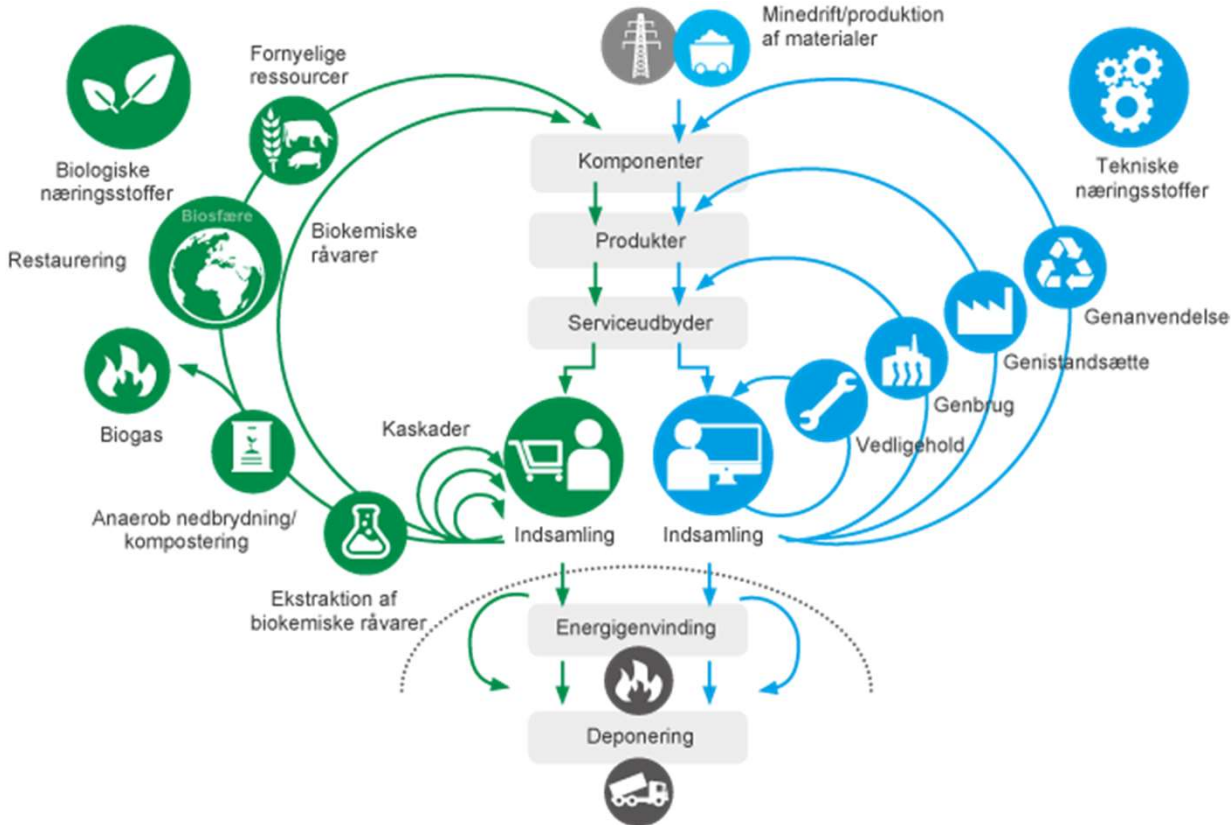 Minedrift/produktion
af materialer
Fornyelige
ressourcer
Biologiske
næringsstoffer
Tekniske
næringsstoffer
Komponenter
Biosfære
Restaurering
Biokemiske
råvarer
Produkter
Serviceudbyder
Genanvendelse
Genistandsætte
Genbrug
Vedligehold
Biogas
Kaskader
Anaerob nedbrydning/
kompostering
Indsamling
Indsamling
Ekstraktion af
biokemiske råvarer
Energigenvinding
Deponering